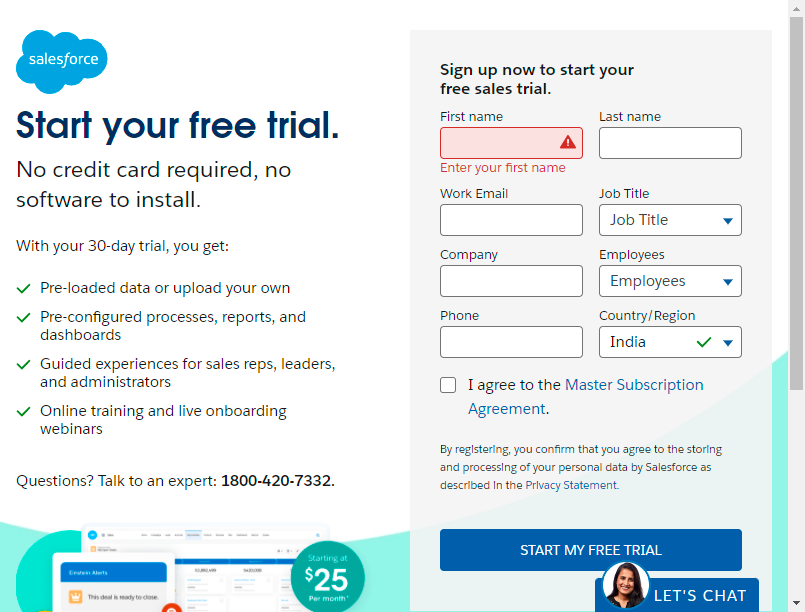 salesforce
Start your free trial.
No credit card required, no
software to install.
With your 30-day trial, you get:
Pre-loaded data or upload your own
Pre-configured processes, reports, and
dashboards
Guided experiences for sales reps, leaders,
and administrators
Online training and live onboarding
webinars
Questions? Talk to an expert: 1800-420-7332.
Einstein Alerts
This deal is ready to close.
Starting at
$25
Per month*
Sign up now to start your
free sales trial.
First name
Last name
Enter your first name
Work Email
Job Title
Job Title
Company
Employees
Employees
Phone
Country/Region
India
I agree to the Master Subscription
Agreement.
By registering, you confirm that you agree to the storing
and processing of your personal data by Salesforce as
described in the Privacy Statement.
START MY FREE TRIAL
LET'S CHAT